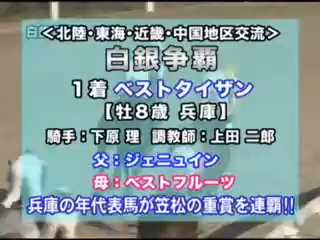 ＜北陸・東海・近畿・中国地区交流＞
白銀争覇
１着 ベストタイザン
【牡８歳 兵庫】
騎手：下原 理 調教師：上田 二郎
父：ジェニュイン
母：ベストフルーツ
兵庫の年代表馬が笠松の重賞を連覇!!